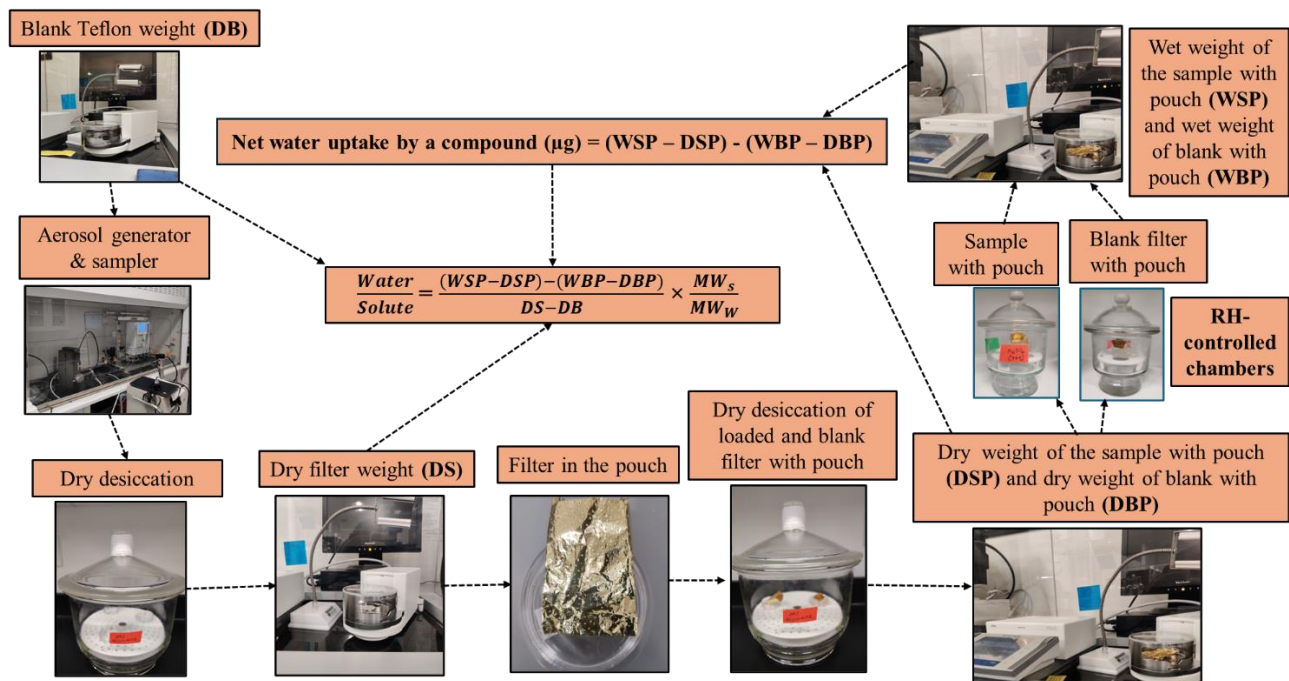 Blank Teflon weight (DB)
Aerosol generator
& sampler
Dry desiccation
Dry filter weight (DS)
Filter in the pouch
Dry desiccation of
loaded and blank
filter with pouch
Net water uptake by a compound (µg) = (WSP – DSP) - (WBP – DBP)
Water/Solute = (WSP–DSP)–(WBP–DBP)/DS–DB × MWs/MWW
Wet weight of
the sample with
pouch (WSP)
and wet weight
of blank with
pouch (WBP)
Sample
with pouch
Blank filter
with pouch
RH-
controlled
chambers
Dry weight of the sample with pouch
(DSP) and dry weight of blank with
pouch (DBP)